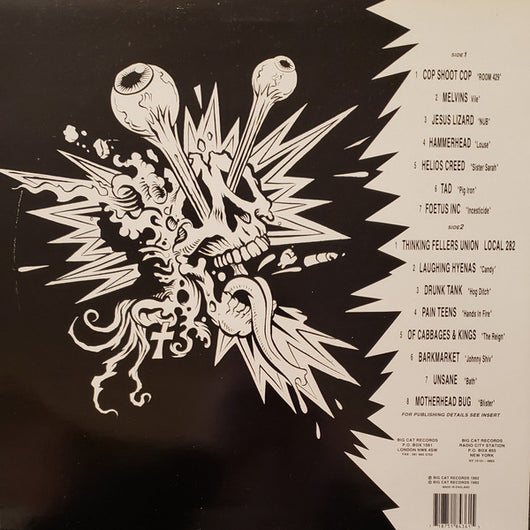 SIDE 1
1 COP SHOOT COP "ROOM 429"
2 MELVINS "Vile"
3 JESUS LIZARD "NUB"
4 HAMMERHEAD "Louse"
5 HELIOS CREED "Sister Sarah"
6 TAD "Pig Iron"
7 FOETUS INC "Incesticide"
SIDE 2
1 THINKING FELLERS UNION LOCAL 282
2 LAUGHING HYENAS "Candy"
3 DRUNK TANK "Hog Ditch"
4 PAIN TEENS "Hands In Fire"
5 OF CABBAGES & KINGS "The Reign"
6 BARKMARKET "Johnny Shiv"
7 UNSANE "Bath"
8 MOTHERHEAD BUG "Blister"
FOR PUBLISHING DETAILS SEE INSERT
BIG CAT RECORDS BIG CAT RECORDS
P.O. BOX 1561 RADIO CITY STATION
LONDON NW6 4SW P.O. BOX 855
NEW YORK
Ⓟ BIG CAT RECORDS 1992
© BIG CAT RECORDS 1992
MADE IN ENGLAND